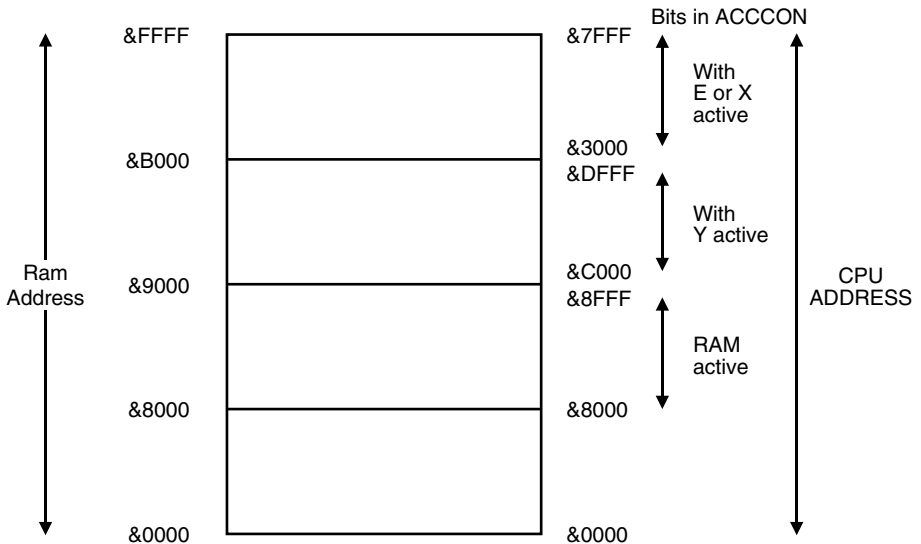 Bits in ACCCON
&FFFF
&7FFF
With
E or X
active
&B000
&3000
&DFFF
With
Y active
Ram
Address
&9000
&C000
&8FFF
CPU
ADDRESS
RAM
active
&8000
&8000
&0000
&0000